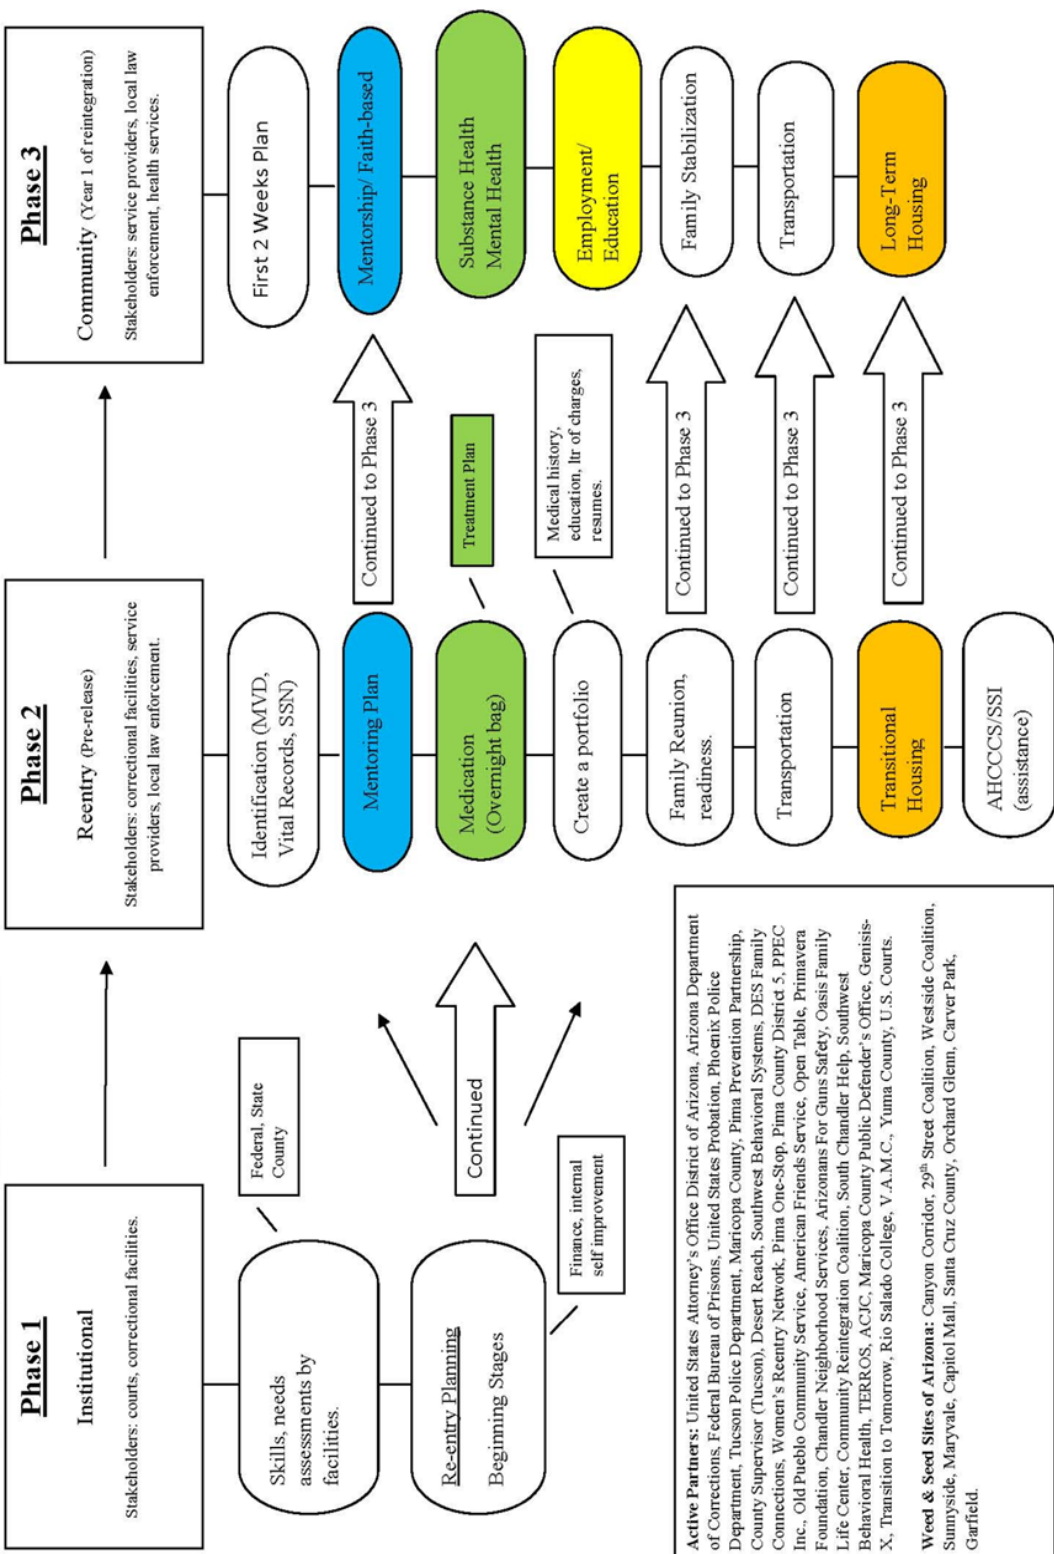 Phase 1
Institutional
Stakeholders: courts, correctional facilities.
Skills, needs
assessments by
facilities.
Federal, State
County
Re-entry Planning
Beginning Stages
Finance, internal
self improvement
Continued
Phase 2
Reentry (Pre-release)
Stakeholders: correctional facilities, service
providers, local law enforcement.
Identification (MVD,
Vital Records, SSN)
Mentoring Plan
Medication
(Overnight bag)
Treatment Plan
Create a portfolio
Medical history,
education, ltr of charges,
resumes.
Family Reunion,
readiness.
Transportation
Transitional
Housing
AHCCCS/SSI
(assistance)
Continued to Phase 3
Continued to Phase 3
Continued to Phase 3
Continued to Phase 3
Phase 3
Community (Year 1 of reintegration)
Stakeholders: service providers, local law
enforcement, health services.
First 2 Weeks Plan
Mentorship/ Faith-based
Substance Health
Mental Health
Employment/
Education
Family Stabilization
Transportation
Long-Term
Housing
Active Partners: United States Attorney's Office District of Arizona, Arizona Department
of Corrections, Federal Bureau of Prisons, United States Probation, Phoenix Police
Department, Tucson Police Department, Maricopa County, Pima Prevention Partnership,
County Supervisor (Tucson), Desert Reach, Southwest Behavioral Systems, DES Family
Connections, Women's Reentry Network, Pima One-Stop, Pima County District 5, PPEC
Inc., Old Pueblo Community Service, American Friends Service, Open Table, Primavera
Foundation, Chandler Neighborhood Services, Arizonans For Guns Safety, Oasis Family
Life Center, Community Reintegration Coalition, South Chandler Help, Southwest
Behavioral Health, TERROS, ACJC, Maricopa County Public Defender's Office, Genisis-
X, Transition to Tomorrow, Rio Salado College, V.A.M.C., Yuma County, U.S. Courts.
Weed & Seed Sites of Arizona: Canyon Corridor, 29th Street Coalition, Westside Coalition,
Sunnyside, Maryvale, Capitol Mall, Santa Cruz County, Orchard Glenn, Carver Park,
Garfield.